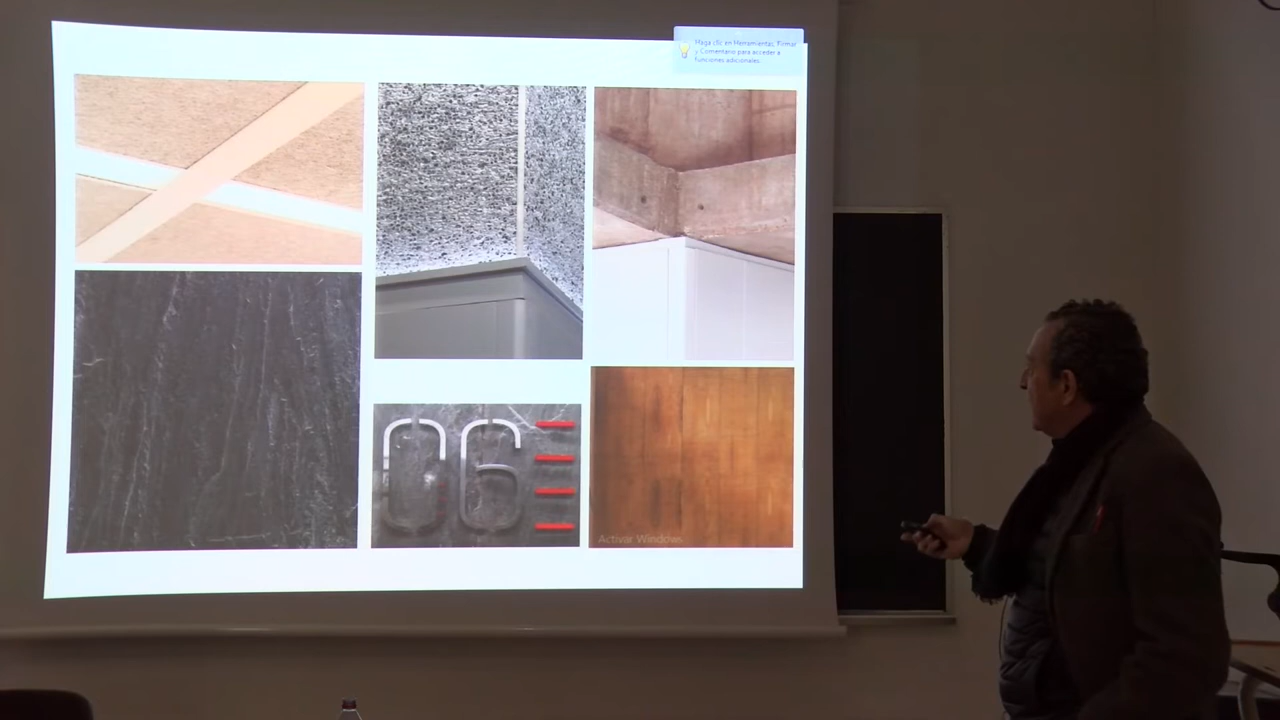 Haga clic en Herramientas, Firmar
y Comentario para acceder a
funciones adicionales.
06
Activar Windows